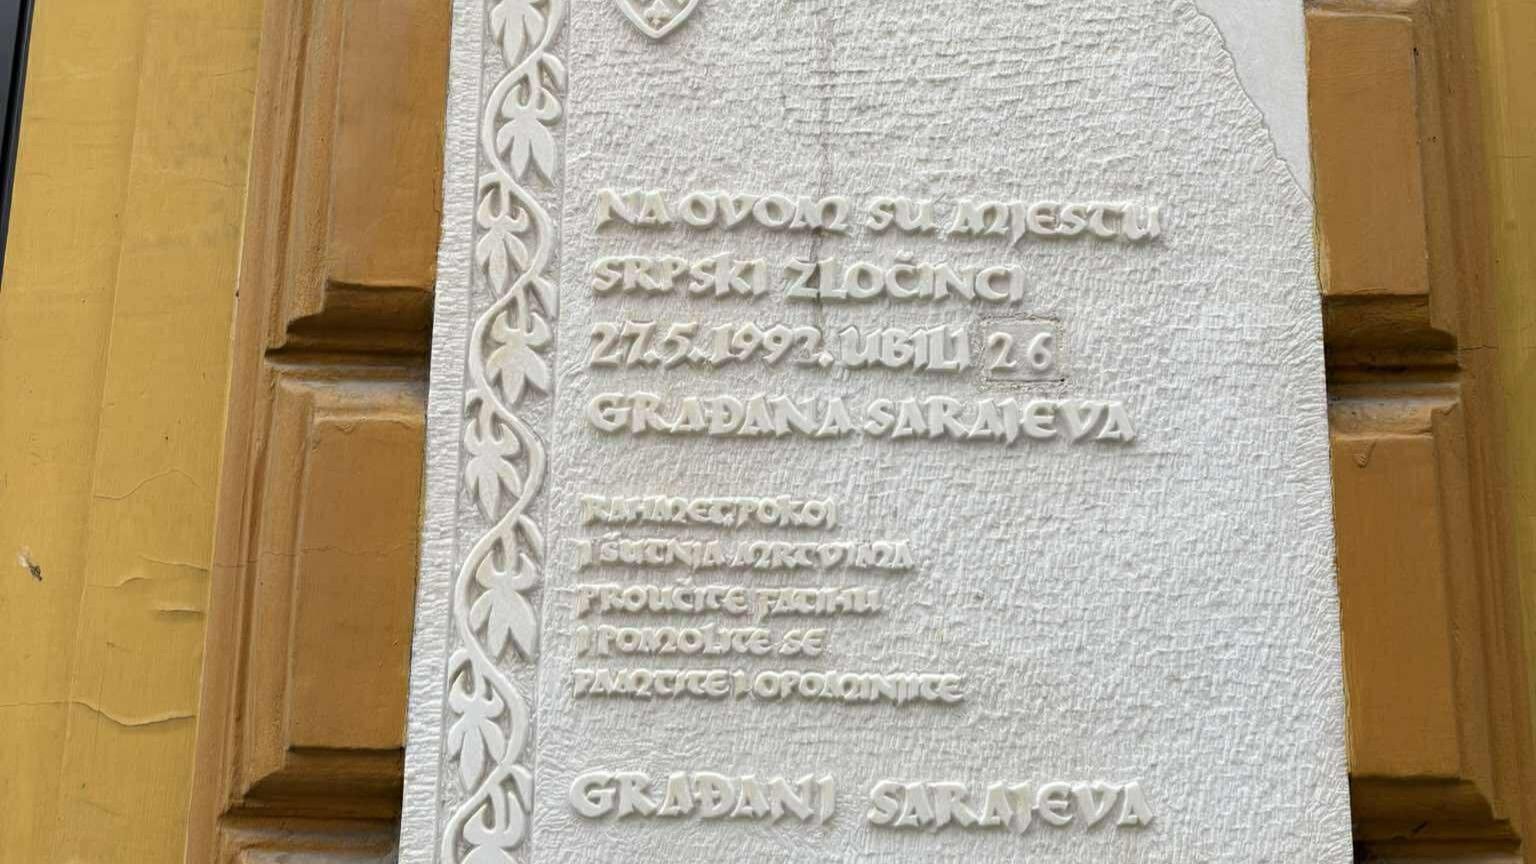 NA OVOM SU MJESTU
SRPSKI ZLOČINCI
27.5.1992. UBILI 26
GRAĐANA SARAJEVA
RAHMET, POKOJ
I ŠUTNJA MRTVIMA
PROUČITE FATIHU
I POMOLITE SE
PAMTITE I OPOMINJITE
GRAĐANI SARAJEVA